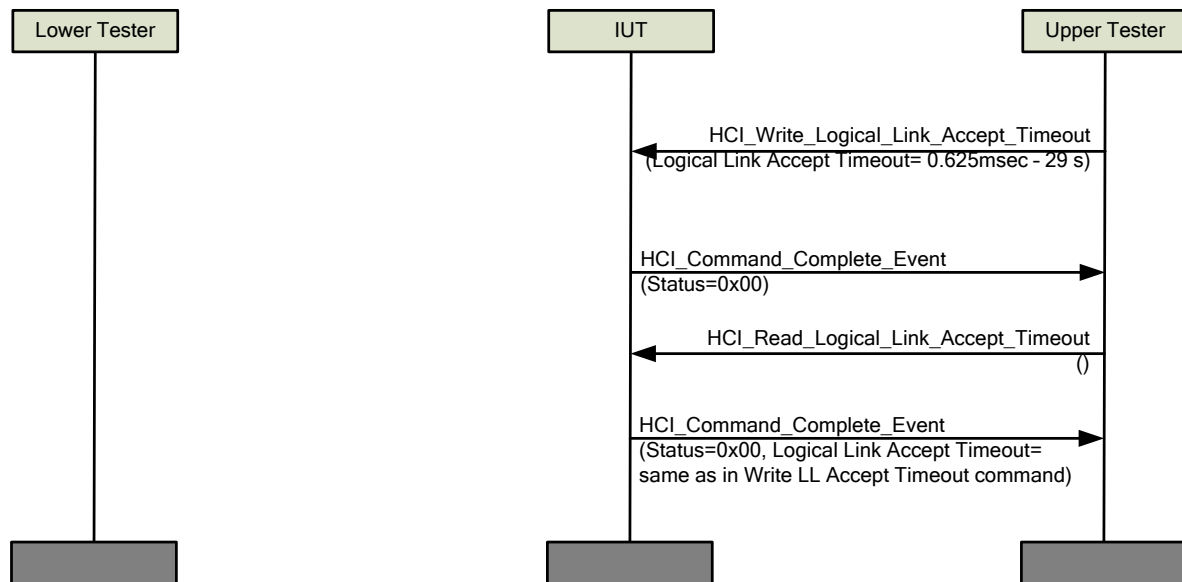 Lower Tester
IUT
Upper Tester
HCI_Write_Logical_Link_Accept_Timeout
(Logical Link Accept Timeout= 0.625msec - 29 s)
HCI_Command_Complete_Event
(Status=0x00)
HCI_Read_Logical_Link_Accept_Timeout
()
HCI_Command_Complete_Event
(Status=0x00, Logical Link Accept Timeout=
same as in Write LL Accept Timeout command)